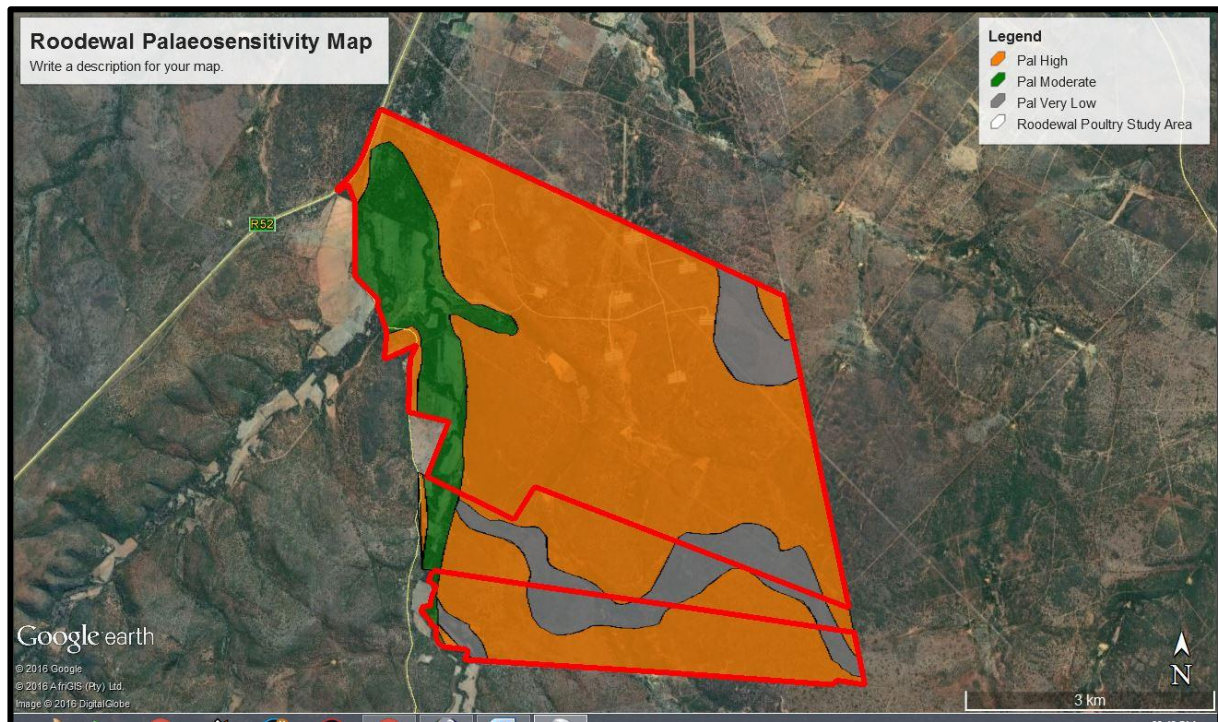 Roodewal Palaeosensitivity Map
Write a description for your map.
Legend
Pal High
Pal Moderate
Pal Very Low
Roodewal Poultry Study Area
R52
Google earth
© 2016 Google
© 2016 AfriGIS (Pty) Ltd.
Image © 2016 DigitalGlobe
N
3 km